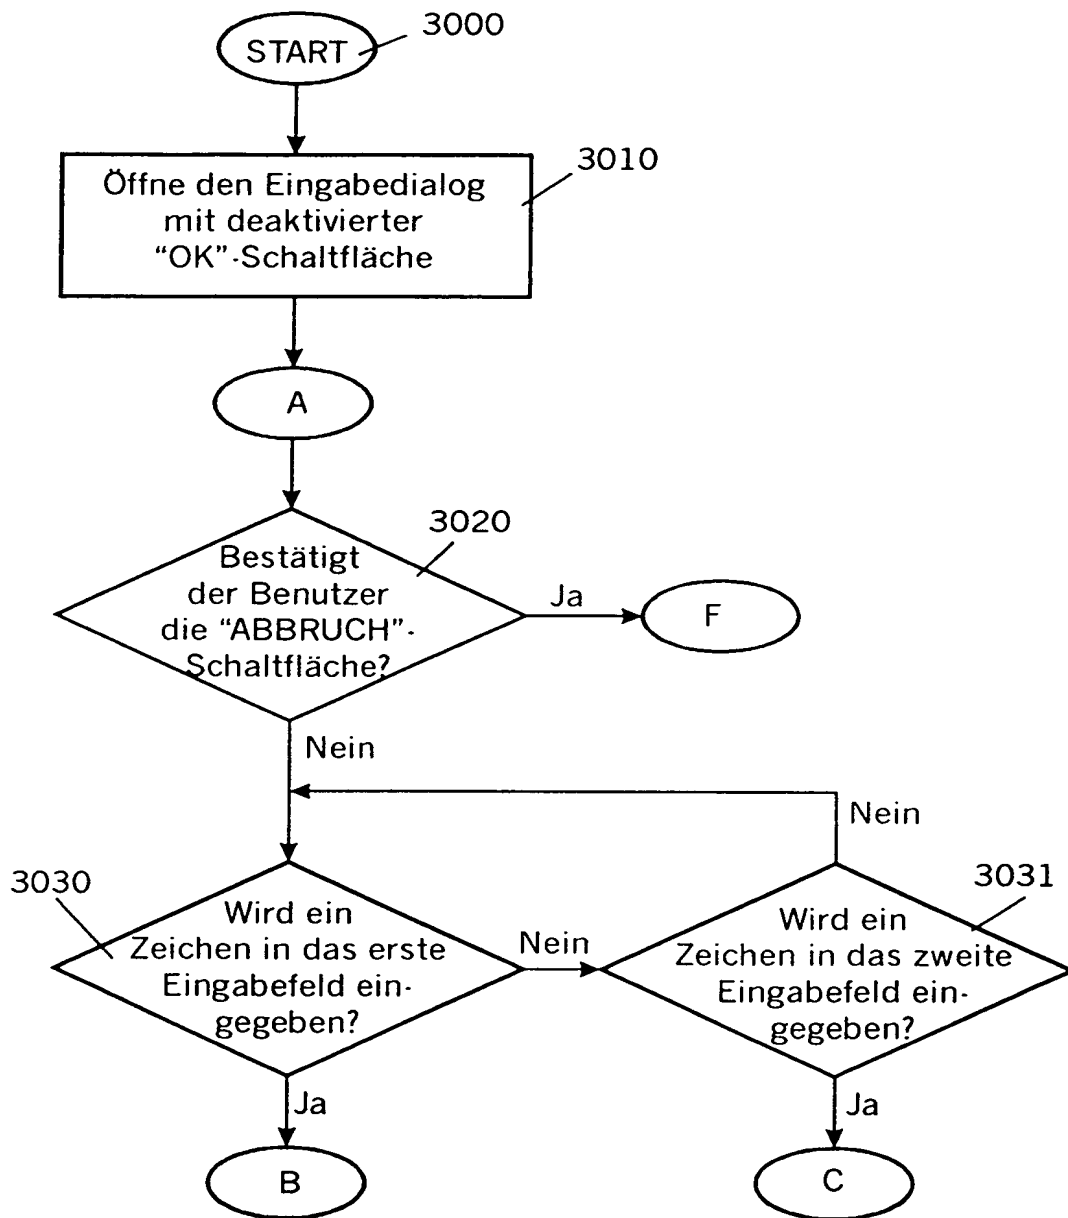 3000
START
3010
Öffne den Eingabedialog
mit deaktivierter
“OK”-Schaltfläche
A
3020
Bestätigt
der Benutzer
die “ABBRUCH”-
Schaltfläche?
Ja
F
Nein
Nein
3030
Wird ein
Zeichen in das erste
Eingabefeld ein-
gegeben?
Nein
3031
Wird ein
Zeichen in das zweite
Eingabefeld ein-
gegeben?
Ja
Ja
B
C